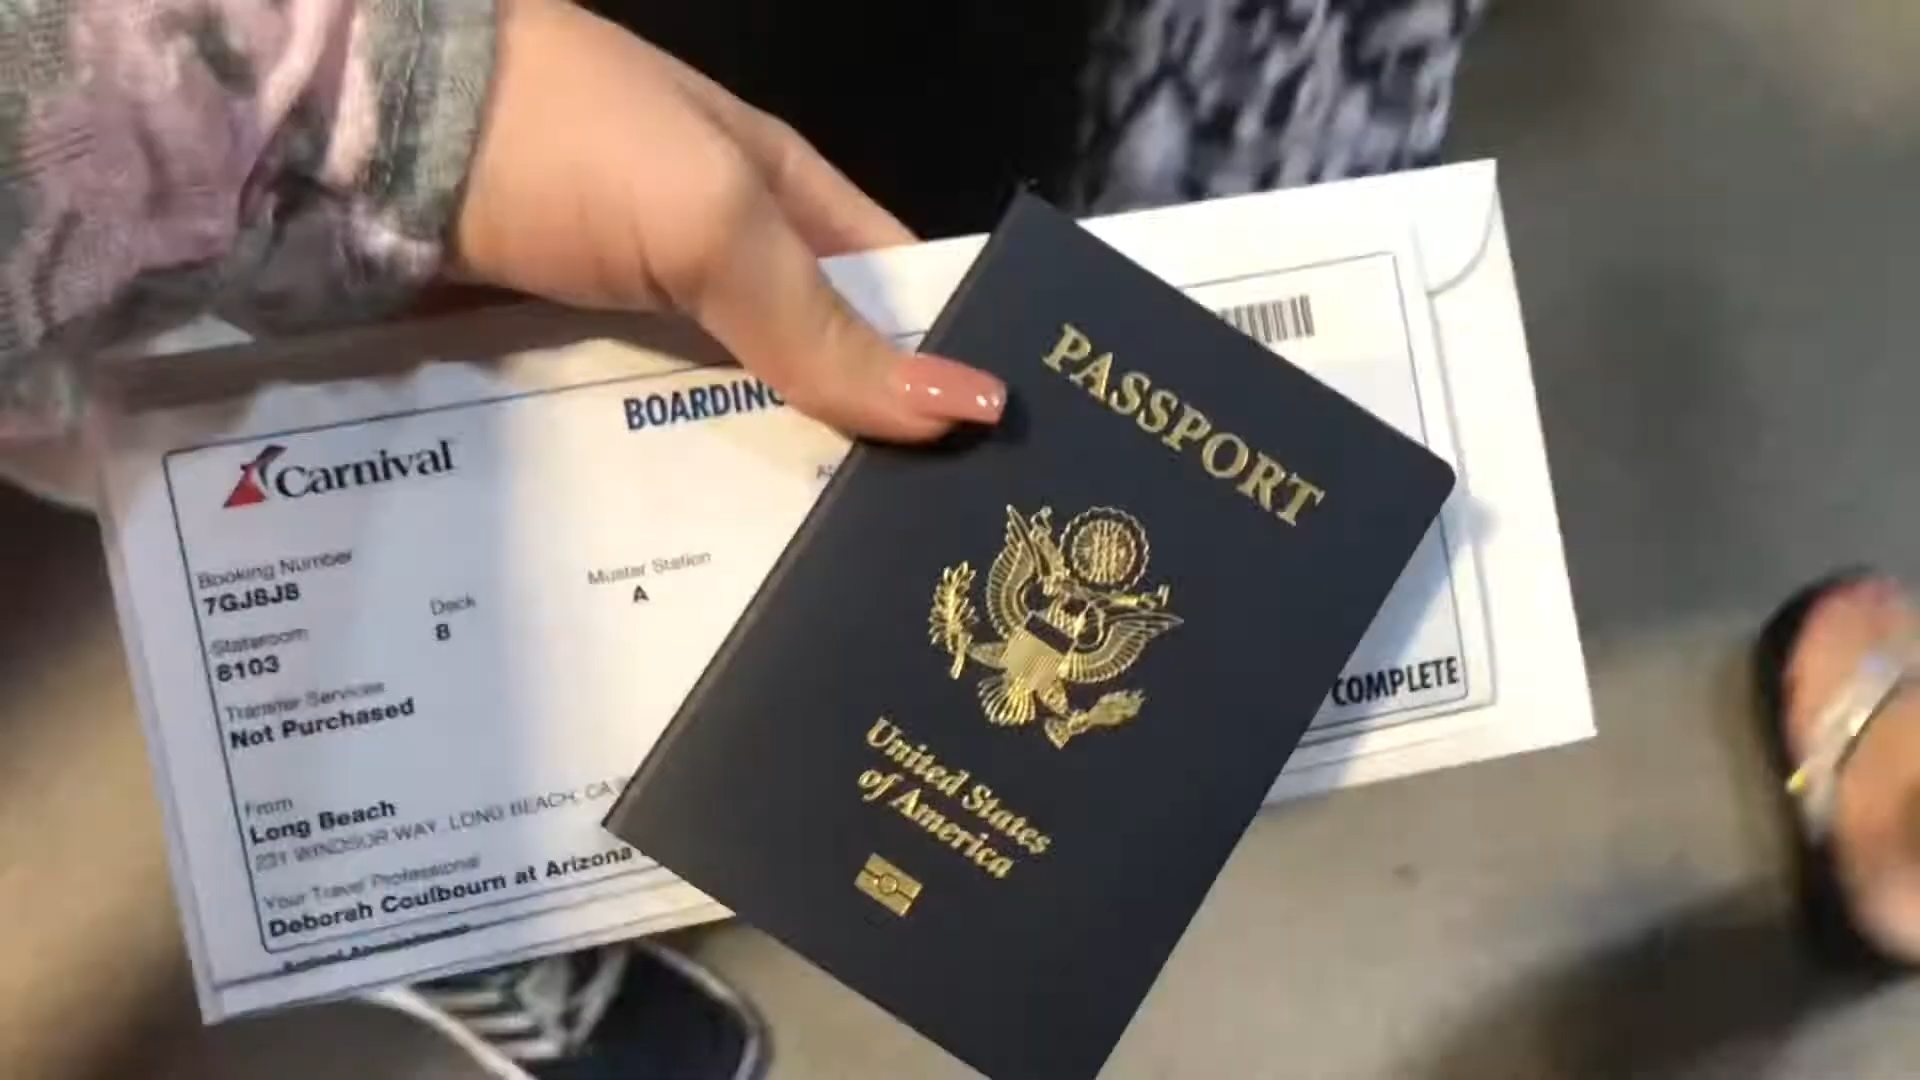 BOARDING
Carnival
Booking Number
7GJ8J8
Deck
8
Muster Station
A
Stateroom
8103
Transfer Services
Not Purchased
From
Long Beach
231 WINDSOR WAY, LONG BEACH, CA
Your Travel Professional
Deborah Coulbourn at Arizona
COMPLETE
PASSPORT
United States
of America